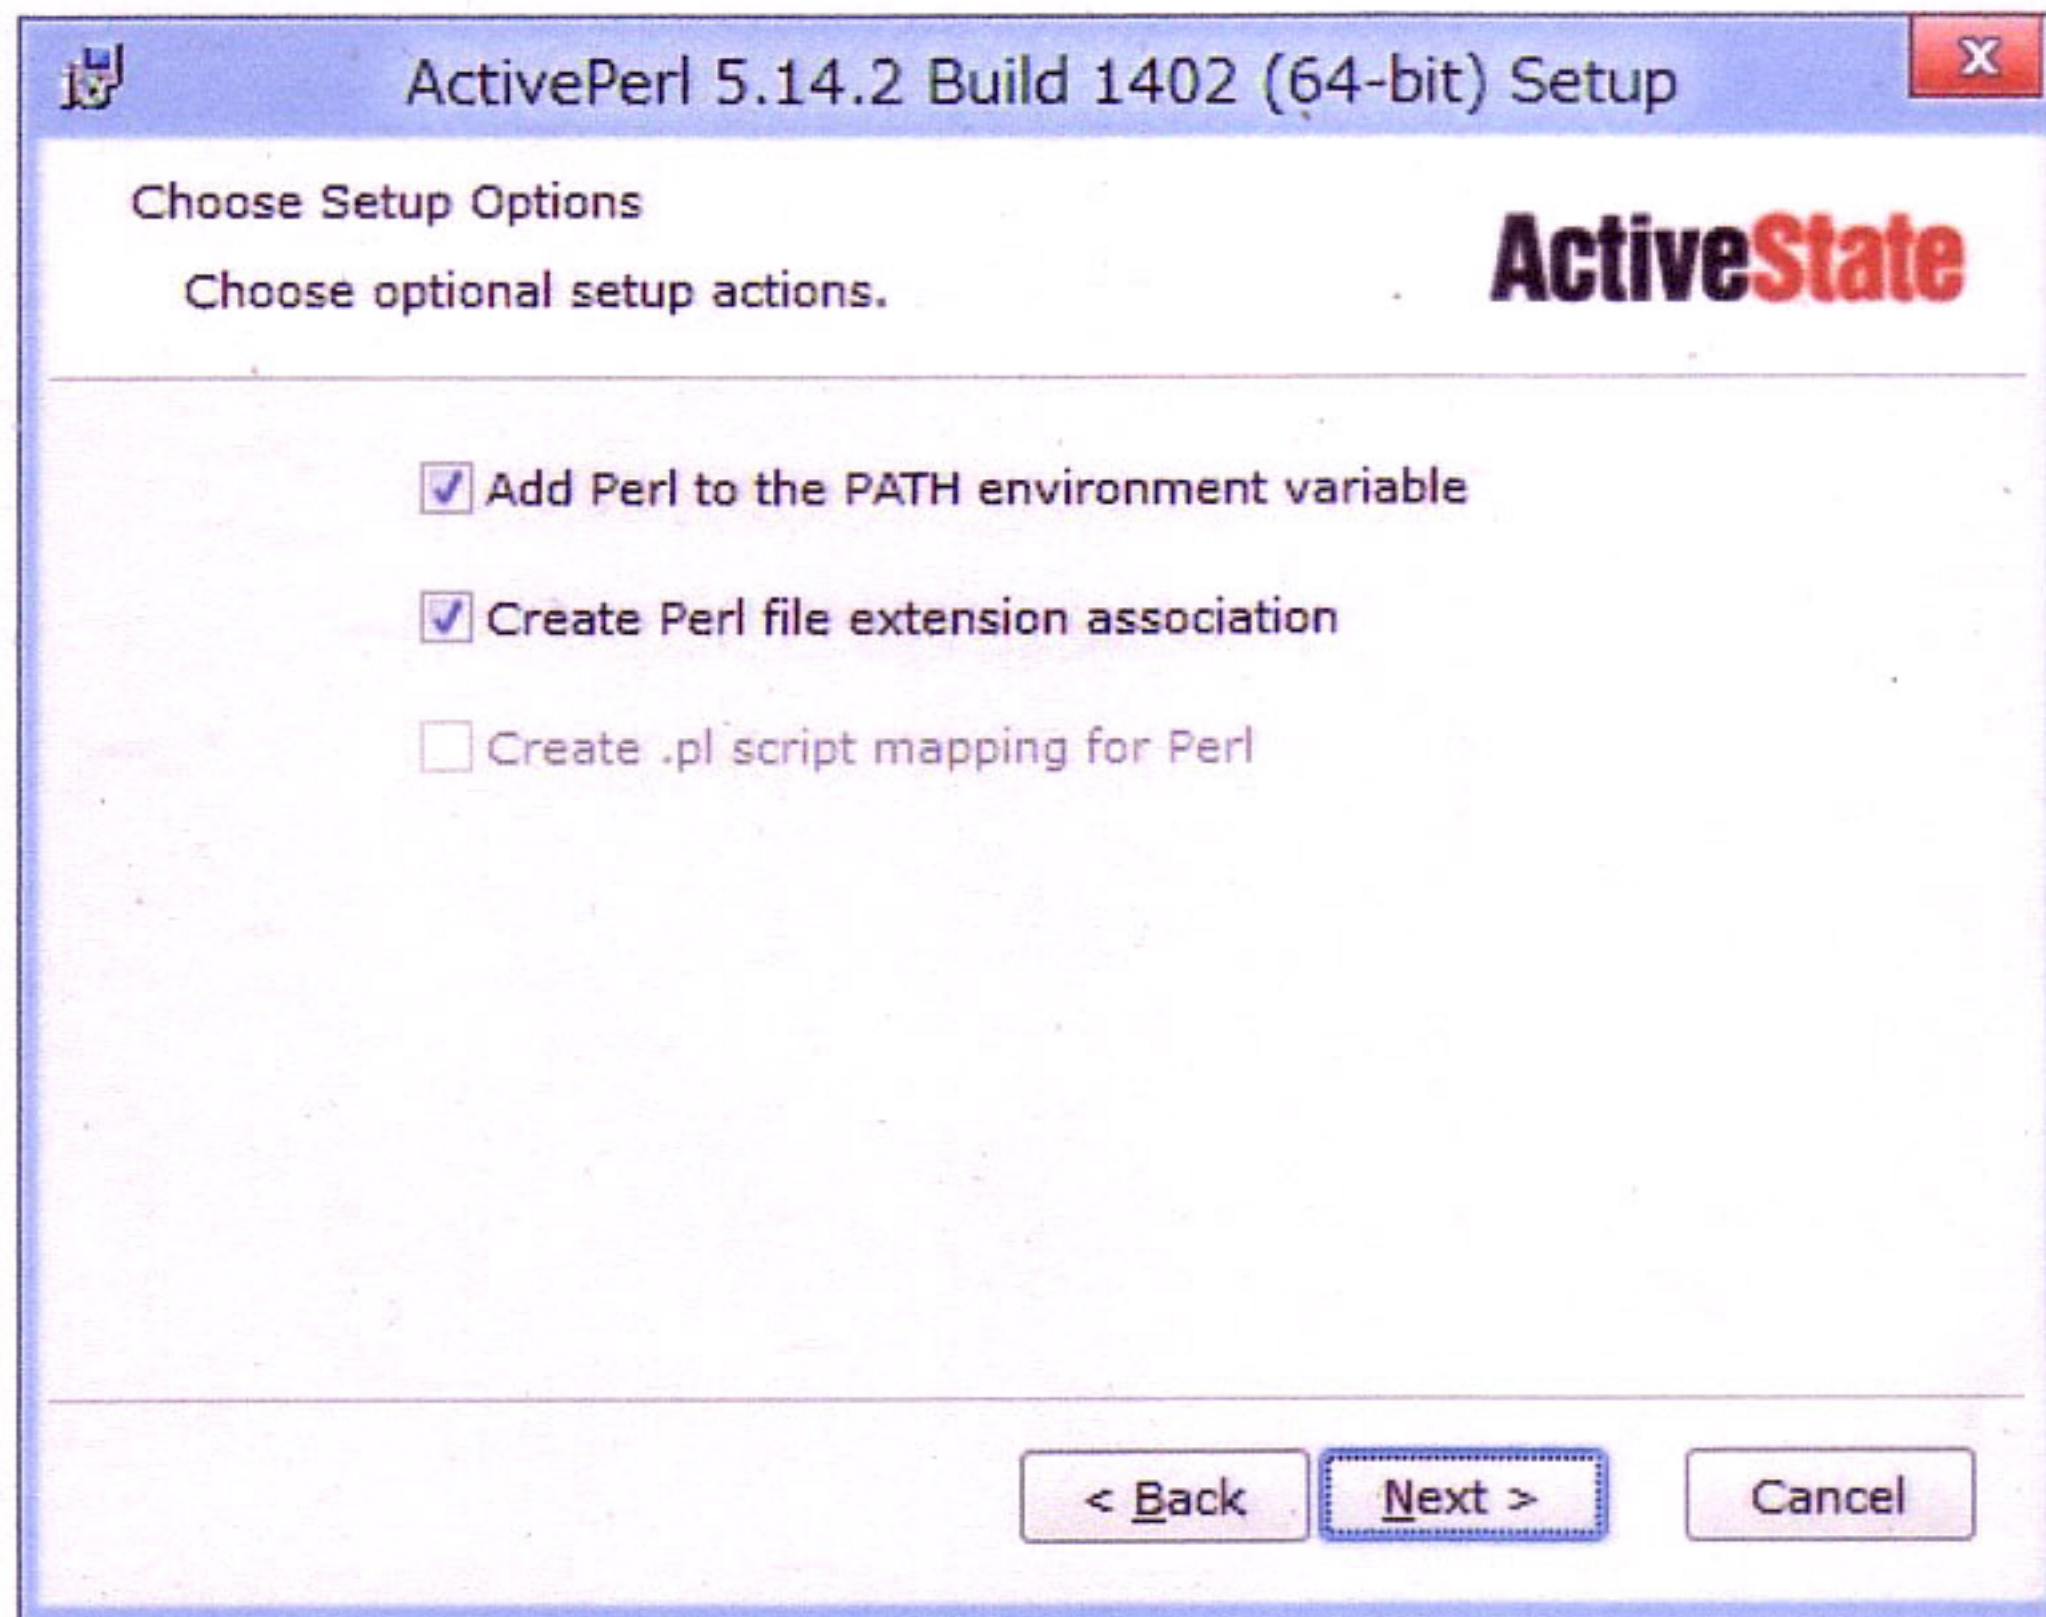 ActivePerl 5.14.2 Build 1402 (64-bit) Setup
X
Choose Setup Options
ActiveState
Choose optional setup actions.
Add Perl to the PATH environment variable
Create Perl file extension association
Create .pl script mapping for Perl
< Back
Next >
Cancel